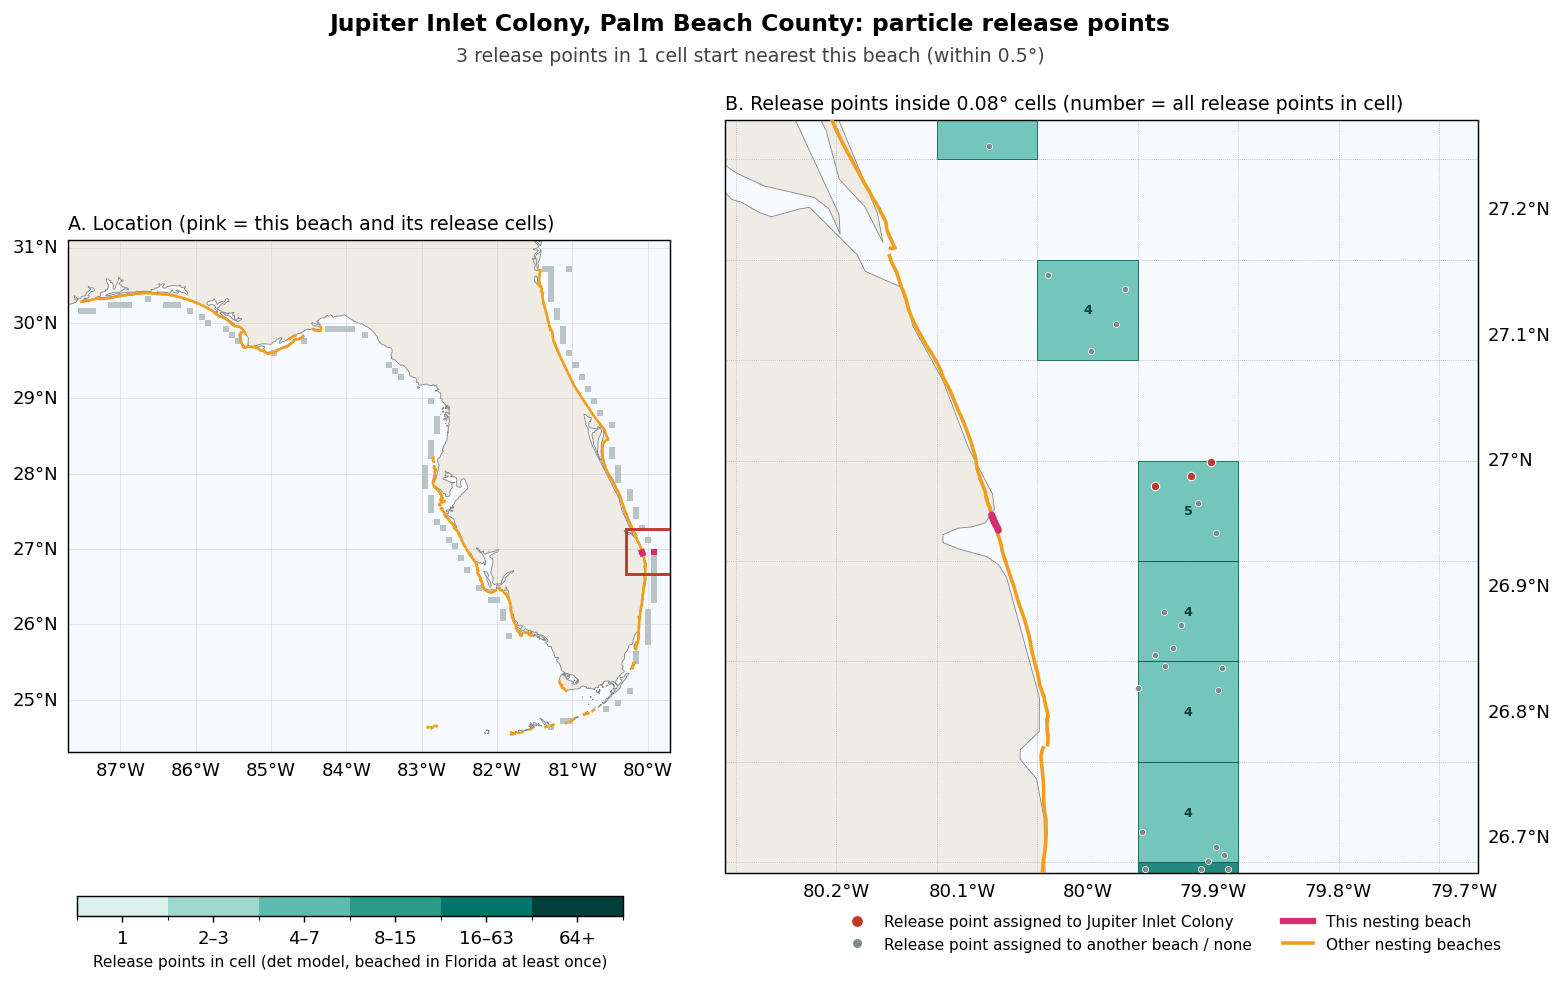 Jupiter Inlet Colony, Palm Beach County: particle release points
3 release points in 1 cell start nearest this beach (within 0.5°)
A. Location (pink = this beach and its release cells)
31°N
30°N
29°N
28°N
27°N
26°N
25°N
87°W 86°W 85°W 84°W 83°W 82°W 81°W 80°W
1 2–3 4–7 8–15 16–63 64+
Release points in cell (det model, beached in Florida at least once)
B. Release points inside 0.08° cells (number = all release points in cell)
4
5
4
4
4
27.2°N
27.1°N
27°N
26.9°N
26.8°N
26.7°N
80.2°W 80.1°W 80°W 79.9°W 79.8°W 79.7°W
Release point assigned to Jupiter Inlet Colony
Release point assigned to another beach / none
This nesting beach
Other nesting beaches